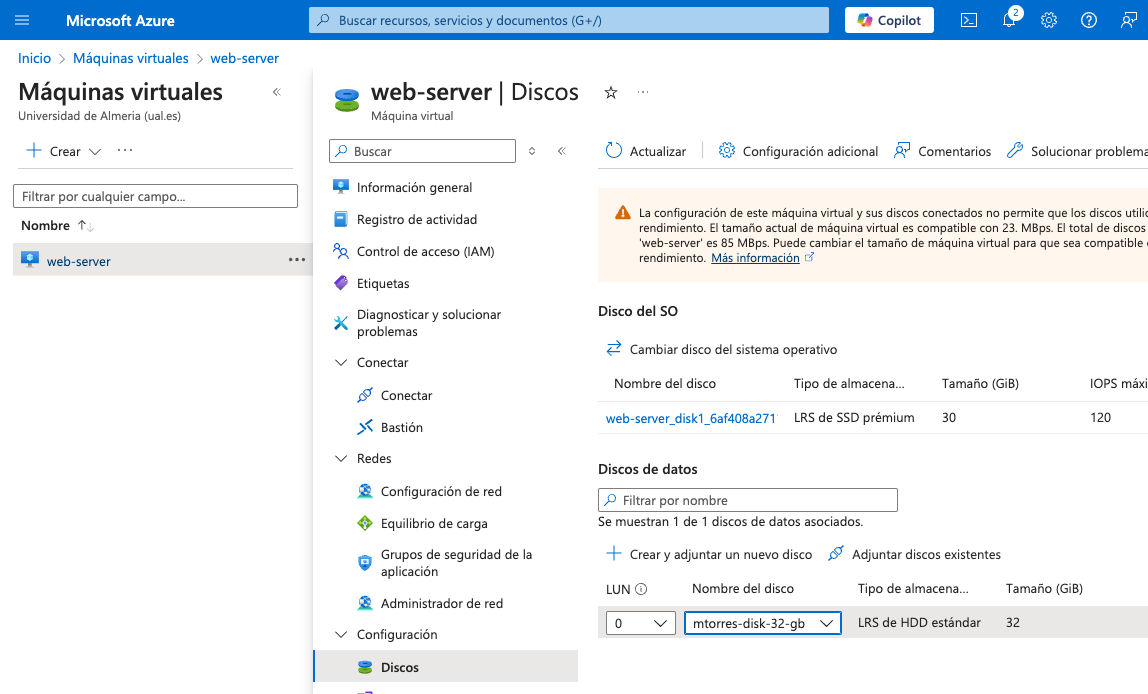 Microsoft Azure
Buscar recursos, servicios y documentos (G+/)
Copilot
2
Inicio > Máquinas virtuales > web-server
Máquinas virtuales
Universidad de Almeria (ual.es)
Crear
Filtrar por cualquier campo...
Nombre
web-server
web-server | Discos
Máquina virtual
Buscar
Información general
Registro de actividad
Control de acceso (IAM)
Etiquetas
Diagnosticar y solucionar
problemas
Conectar
Conectar
Bastión
Redes
Configuración de red
Equilibrio de carga
Grupos de seguridad de la
aplicación
Administrador de red
Configuración
Discos
Actualizar
Configuración adicional
Comentarios
Solucionar problema
La configuración de este máquina virtual y sus discos conectados no permite que los discos utili
rendimiento. El tamaño actual de máquina virtual es compatible con 23. MBps. El total de discos
'web-server' es 85 MBps. Puede cambiar el tamaño de máquina virtual para que sea compatible
rendimiento. Más información
Disco del SO
Cambiar disco del sistema operativo
Nombre del disco Tipo de almacena... Tamaño (GiB) IOPS máxi
web-server_disk1_6af408a271 LRS de SSD prémium 30 120
Discos de datos
Filtrar por nombre
Se muestran 1 de 1 discos de datos asociados.
Crear y adjuntar un nuevo disco Adjuntar discos existentes
LUN Nombre del disco Tipo de almacena... Tamaño (GiB)
0 mtorres-disk-32-gb LRS de HDD estándar 32